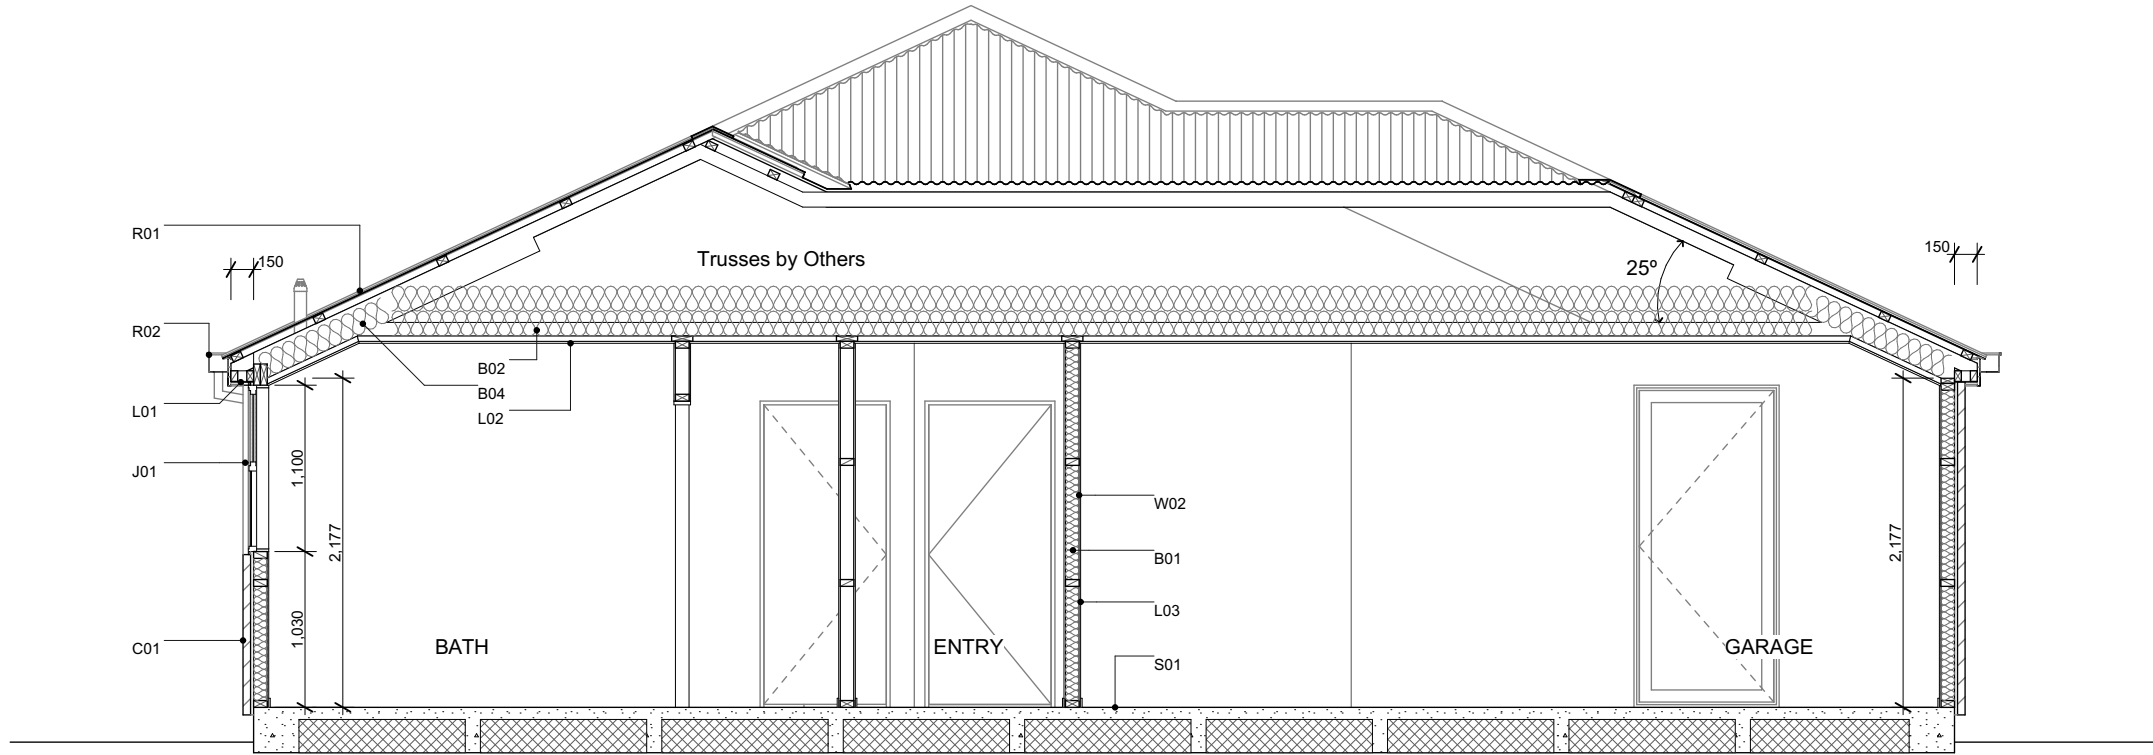 R01
150
Trusses by Others
25º
150
R02
B02
B04
L02
L01
J01
1,100
2,177
W02
B01
2,177
L03
1,030
C01
BATH
ENTRY
GARAGE
S01